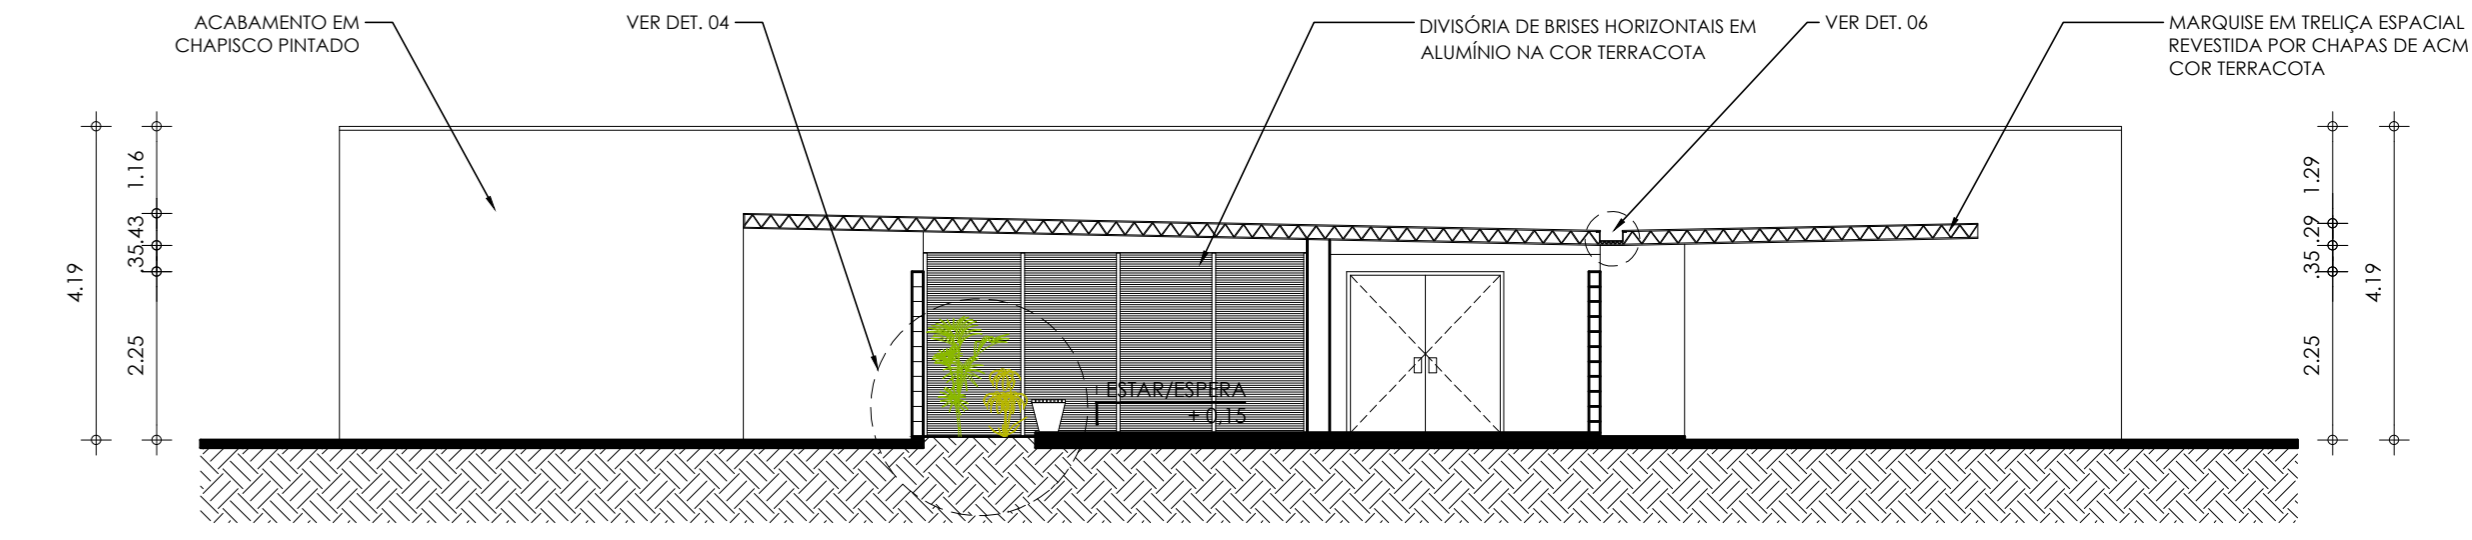 ACABAMENTO EM
CHAPISCO PINTADO
VER DET. 04
DIVISÓRIA DE BRISES HORIZONTAIS EM
ALUMÍNIO NA COR TERRACOTA
VER DET. 06
MARQUISE EM TRELIÇA ESPACIAL
REVESTIDA POR CHAPAS DE ACM
COR TERRACOTA
4.19
1.16
.43
.35
2.25
ESTAR/ESPERA
+ 0,15
1.29
.29
.35
2.25
4.19